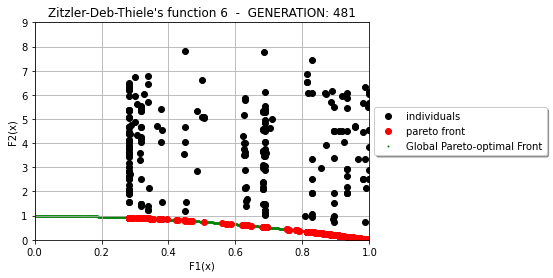 Zitzler-Deb-Thiele's function 6 - GENERATION: 481
9
8
7
6
5
4
3
2
1
0
F2(x)
0.0 0.2 0.4 0.6 0.8 1.0
F1(x)
individuals
pareto front
Global Pareto-optimal Front